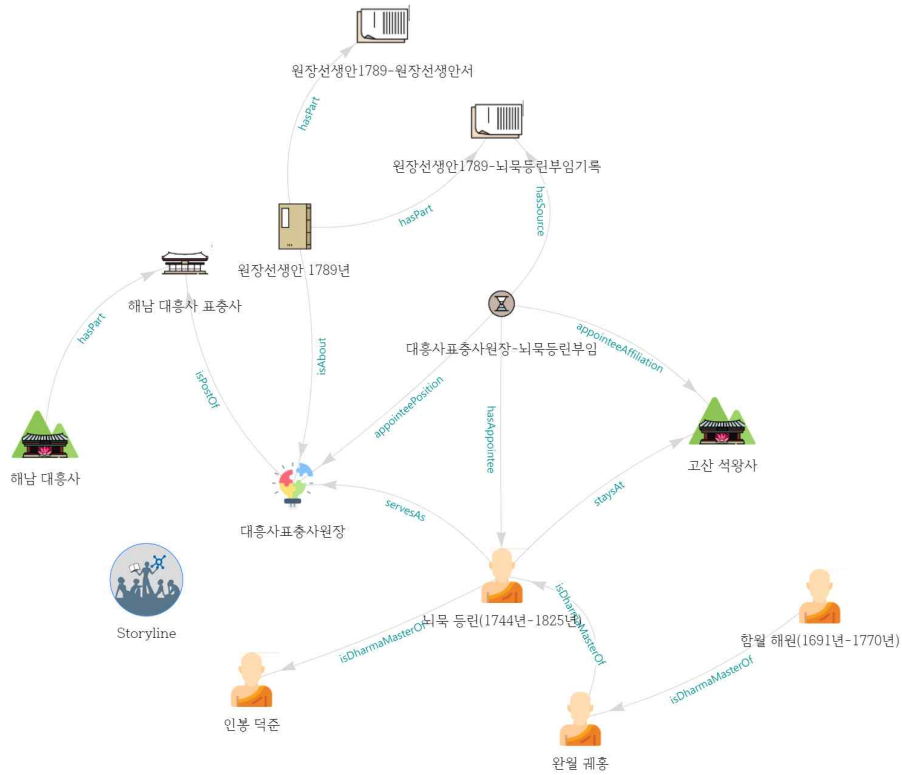 원장선생안1789-원장선생안서
hasPart
원장선생안1789-뇌묵등린부임기록
hasPart
hasSource
원장선생안 1789년
해남 대흥사 표충사
hasPart
대흥사표충사원장-뇌묵등린부임
appointeeAffiliation
isAbout
isPostOf
appointeePosition
hasAppointee
고산 석왕사
해남 대흥사
staysAt
servesAs
대흥사표충사원장
뇌묵 등린(1744년-1825년)
isDharmaMasterOf
Storyline
함월 해원(1691년-1770년)
isDharmaMasterOf
isDharmaMasterOf
인봉 덕준
완월 궤홍